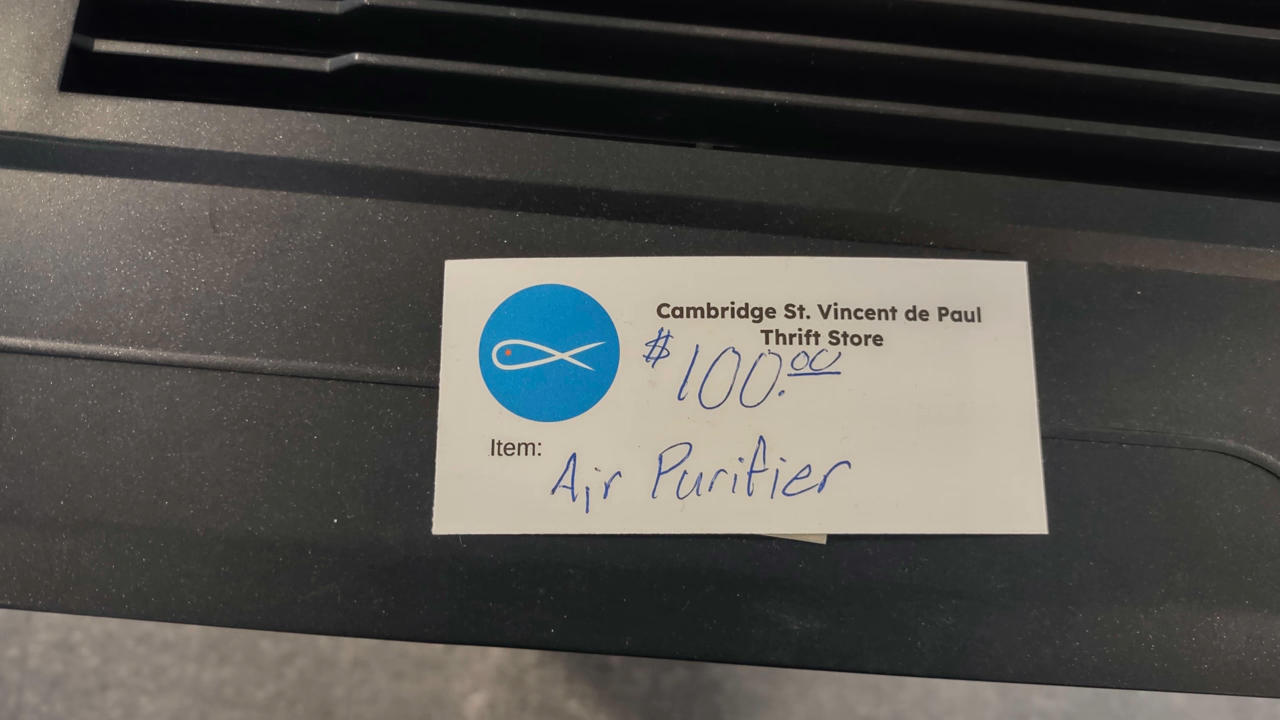 Cambridge St. Vincent de Paul
Thrift Store
$100.00
Item: Air Purifier